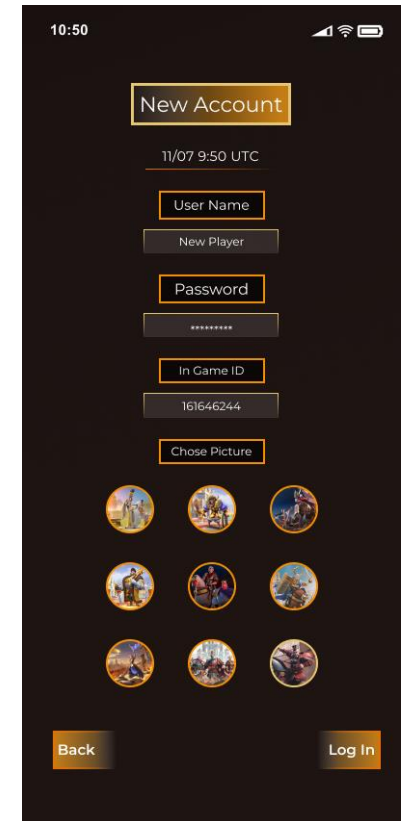 10:50
New Account
11/07 9:50 UTC
User Name
New Player
Password
*********
In Game ID
161646244
Chose Picture
Back
Log In